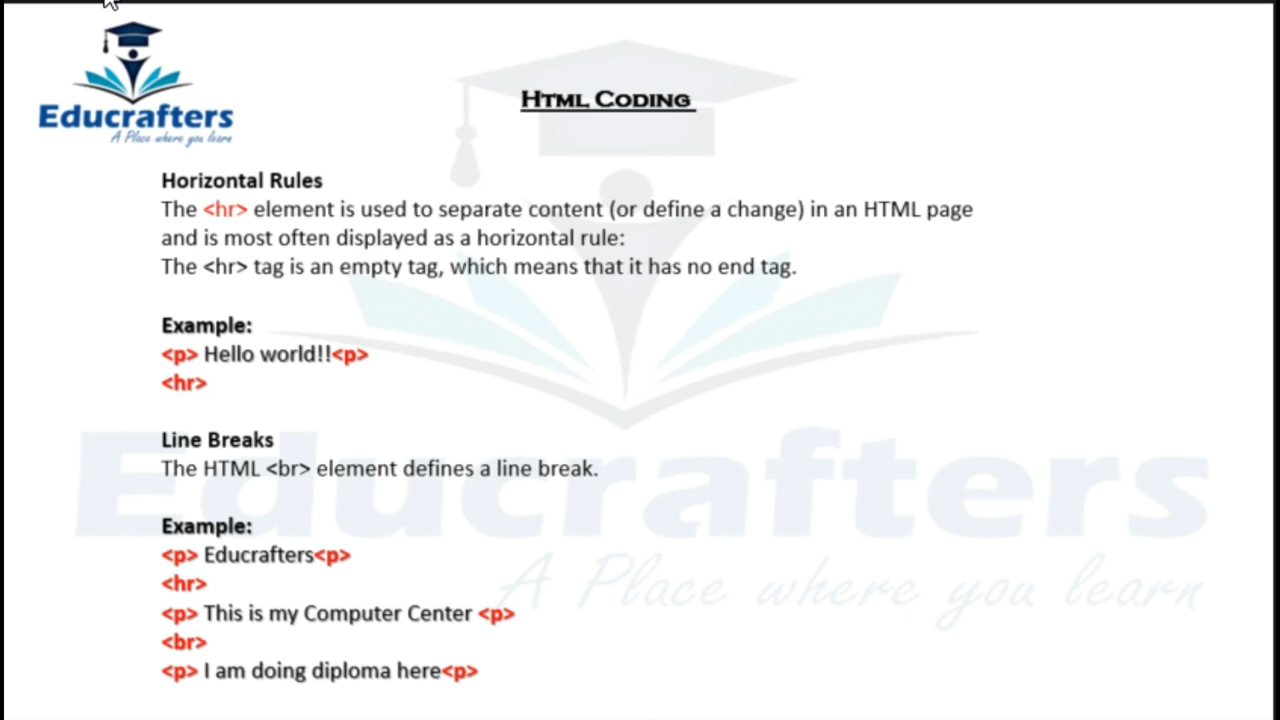 Educrafters
A Place where you learn
HTML CODING
Horizontal Rules
The <hr> element is used to separate content (or define a change) in an HTML page
and is most often displayed as a horizontal rule:
The <hr> tag is an empty tag, which means that it has no end tag.
Example:
<p> Hello world!!<p>
<hr>
Line Breaks
The HTML <br> element defines a line break.
Example:
<p> Educrafters<p>
<hr>
<p> This is my Computer Center <p>
<br>
<p> I am doing diploma here<p>
Educrafters
A Place where you learn